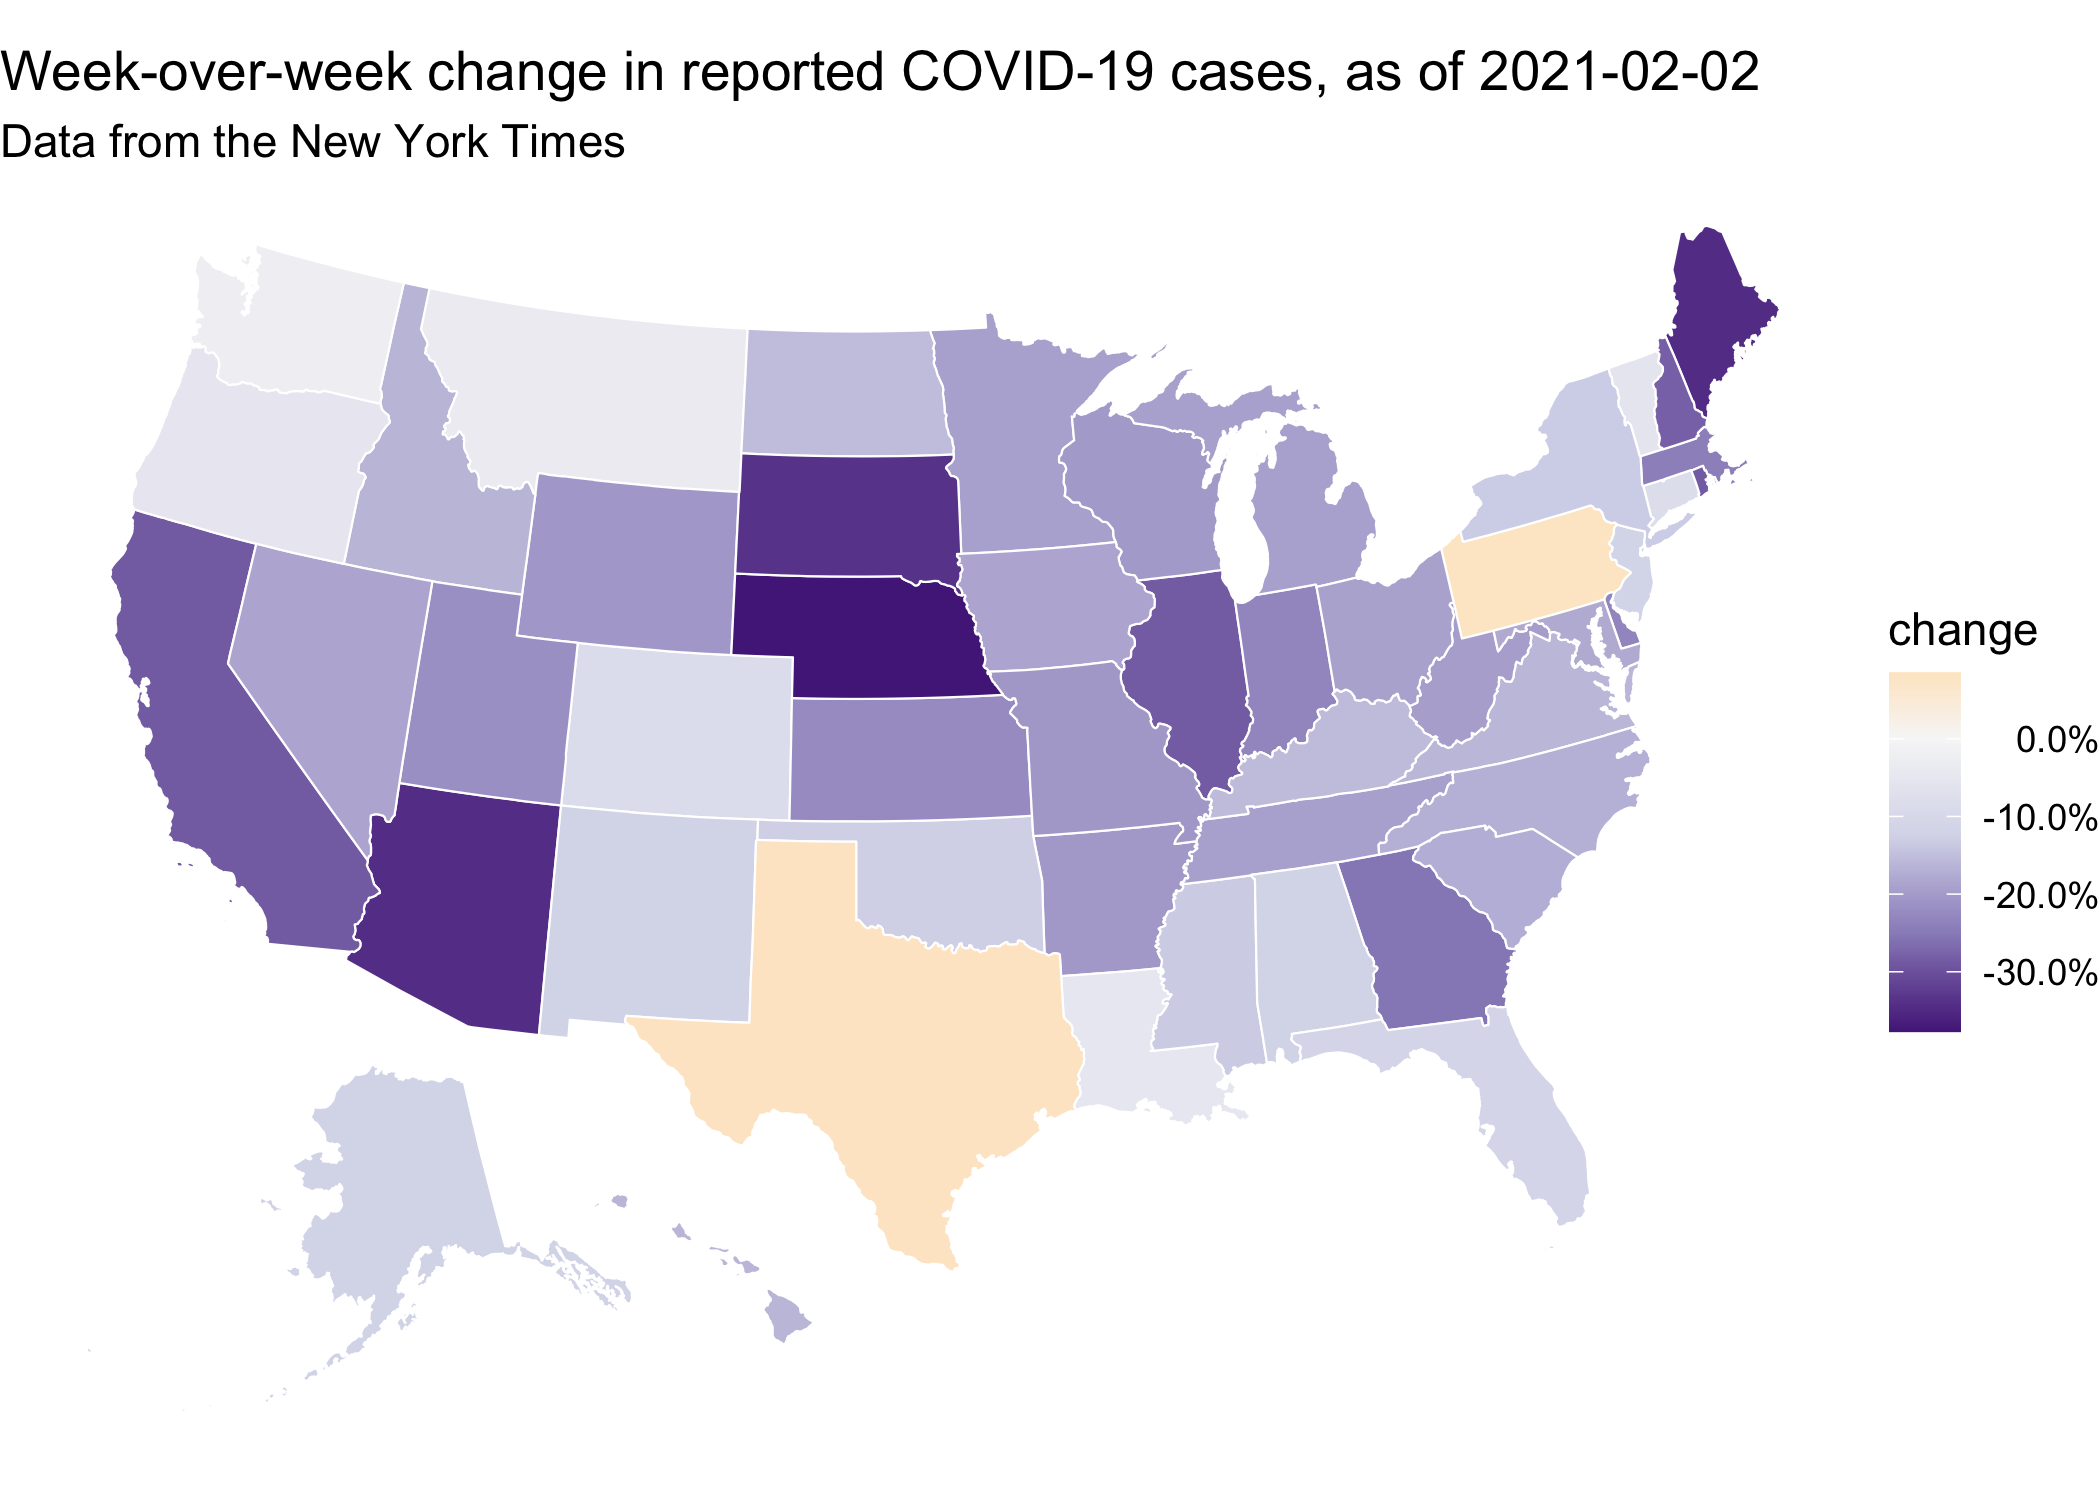 Week-over-week change in reported COVID-19 cases, as of 2021-02-02
Data from the New York Times
change
0.0%
-10.0%
-20.0%
-30.0%